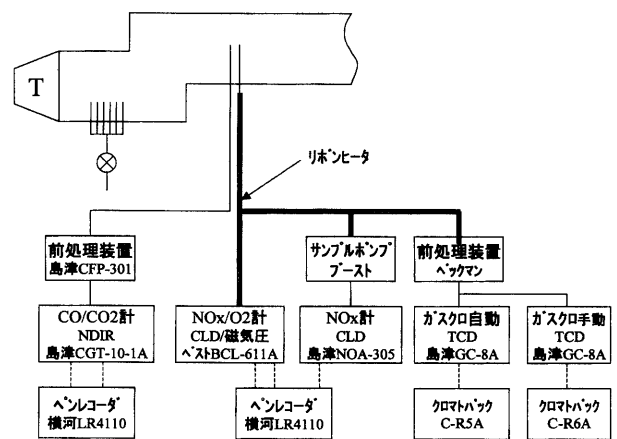 T
リボンヒータ
前処理装置
島津CFP-301
サンプルポンプ
ブースト
前処理装置
ベックマン
CO/CO2計
NDIR
島津CGT-10-1A
NOx/O2計
CLD/磁気圧
ベストBCL-611A
NOx計
CLD
島津NOA-305
ガスクロ自動
TCD
島津GC-8A
ガスクロ手動
TCD
島津GC-8A
ペンレコーダ
横河LR4110
ペンレコーダ
横河LR4110
クロマトパック
C-R5A
クロマトパック
C-R6A